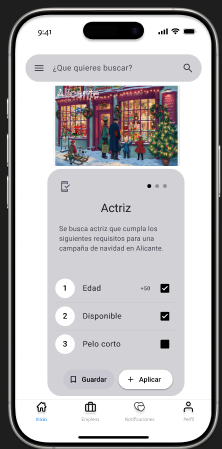 9:41
¿Que quieres buscar?
Alicante
Actriz
Se busca actriz que cumpla los
siguientes requisitos para una
campaña de navidad en Alicante.
1 Edad +50
2 Disponible
3 Pelo corto
Guardar + Aplicar
Inicio Empleos Notificaciones Perfil